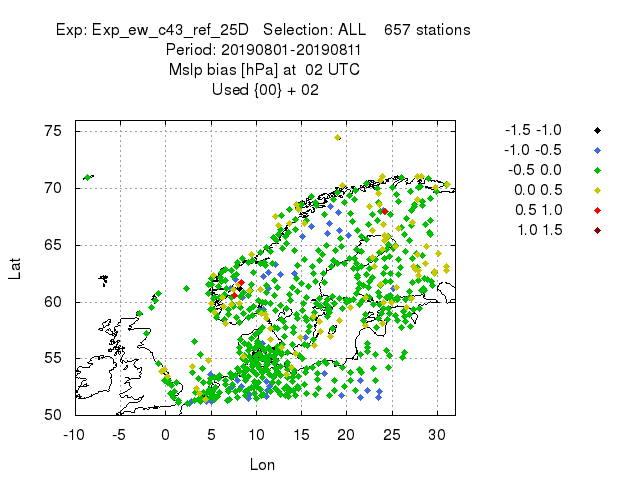 Exp: Exp_ew_c43_ref_25D   Selection: ALL    657 stations
Period: 20190801-20190811
Mslp bias [hPa] at  02 UTC
Used {00} + 02
-1.5 -1.0
-1.0 -0.5
-0.5 0.0
0.0 0.5
0.5 1.0
1.0 1.5
75
70
65
60
55
50
Lat
-10 -5 0 5 10 15 20 25 30
Lon